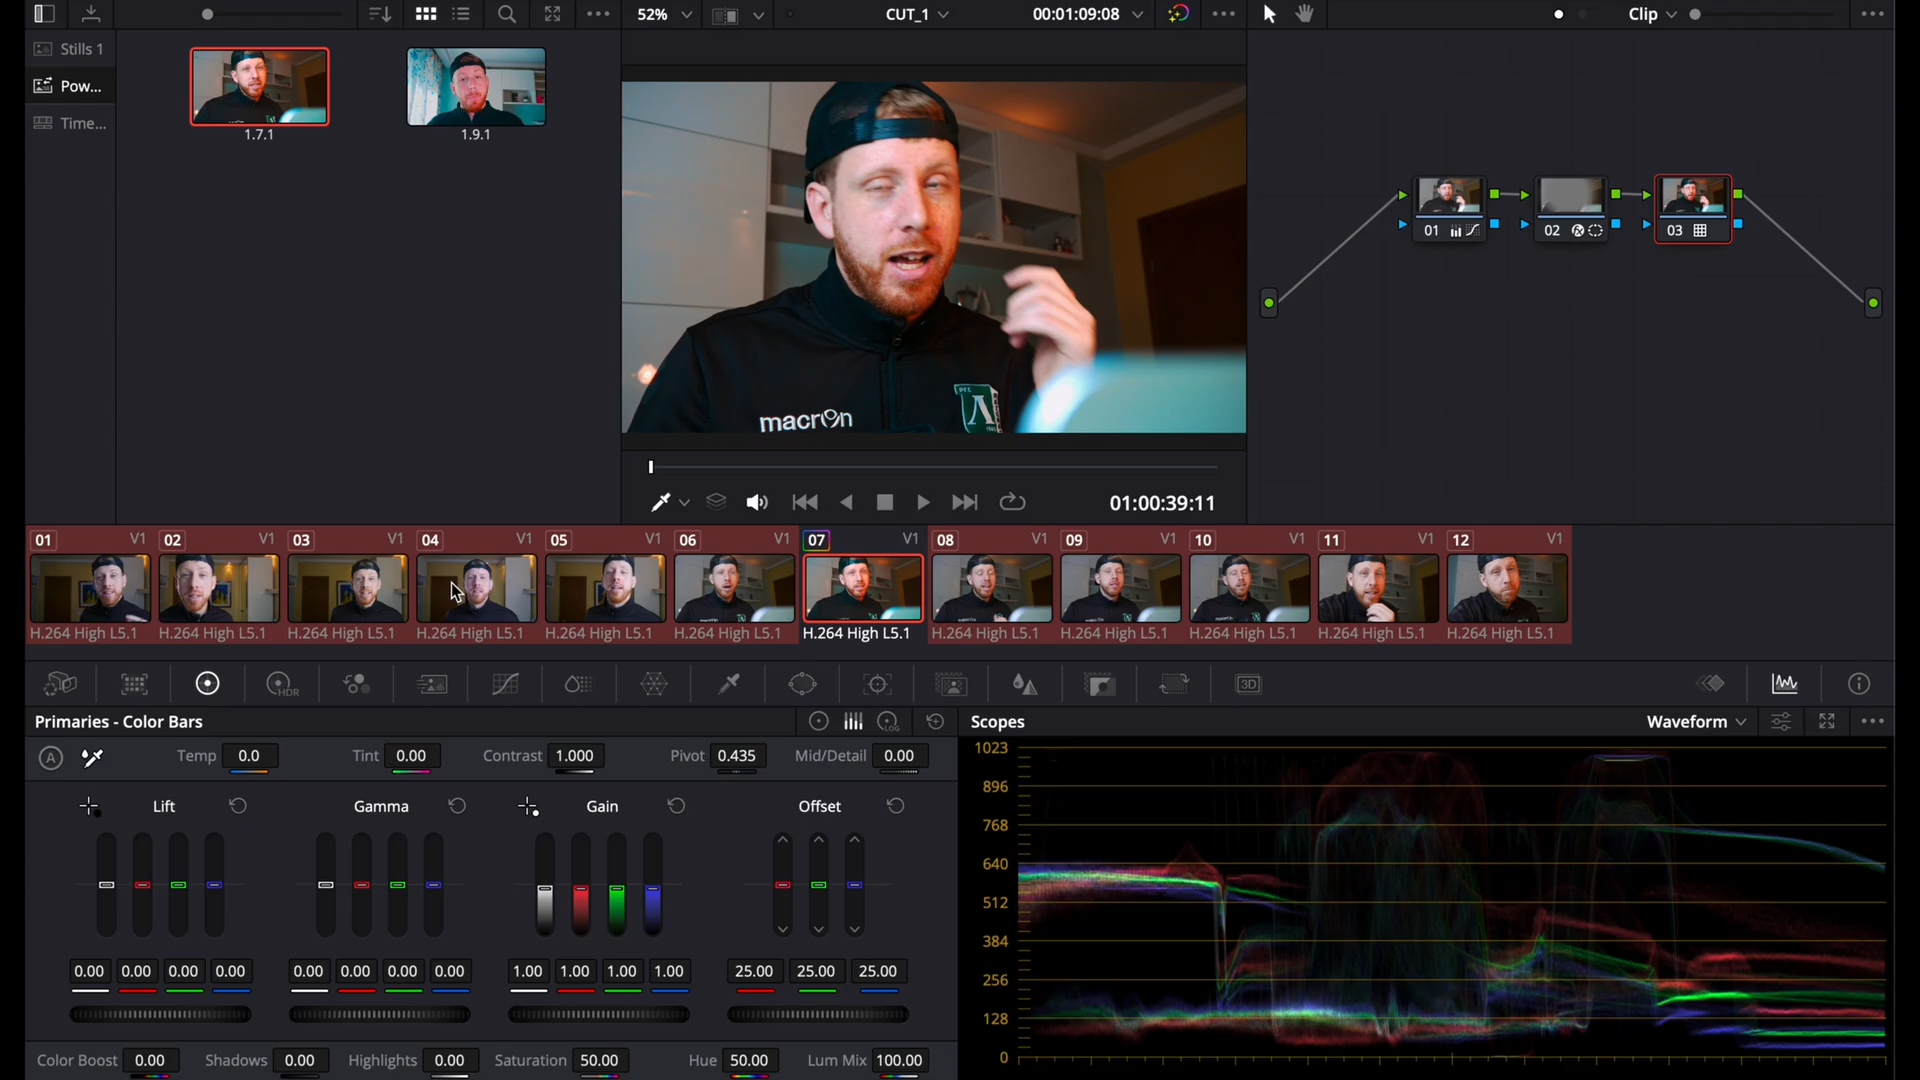 52%
CUT_1
00:01:09:08
Clip
Stills 1
Pow...
Time...
1.7.1
1.9.1
macron
01
02
03
01:00:39:11
01 V1
02 V1
03 V1
04 V1
05 V1
06 V1
07 V1
08 V1
09 V1
10 V1
11 V1
12 V1
H.264 High L5.1
H.264 High L5.1
H.264 High L5.1
H.264 High L5.1
H.264 High L5.1
H.264 High L5.1
H.264 High L5.1
H.264 High L5.1
H.264 High L5.1
H.264 High L5.1
H.264 High L5.1
H.264 High L5.1
HDR
3D
Primaries - Color Bars
LOG
Scopes
Waveform
A
Temp 0.0
Tint 0.00
Contrast 1.000
Pivot 0.435
Mid/Detail 0.00
Lift
Gamma
Gain
Offset
0.00 0.00 0.00 0.00
0.00 0.00 0.00 0.00
1.00 1.00 1.00 1.00
25.00 25.00 25.00
Color Boost 0.00
Shadows 0.00
Highlights 0.00
Saturation 50.00
Hue 50.00
Lum Mix 100.00
1023
896
768
640
512
384
256
128
0